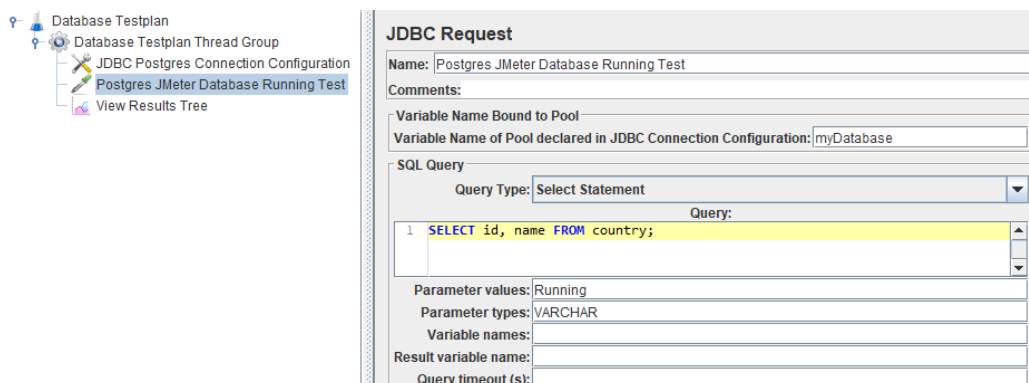 Database Testplan
Database Testplan Thread Group
JDBC Postgres Connection Configuration
Postgres JMeter Database Running Test
View Results Tree
JDBC Request
Name: Postgres JMeter Database Running Test
Comments:
Variable Name Bound to Pool
Variable Name of Pool declared in JDBC Connection Configuration: myDatabase
SQL Query
Query Type: Select Statement
Query:
1 SELECT id, name FROM country;
Parameter values: Running
Parameter types: VARCHAR
Variable names:
Result variable name:
Query timeout (s):